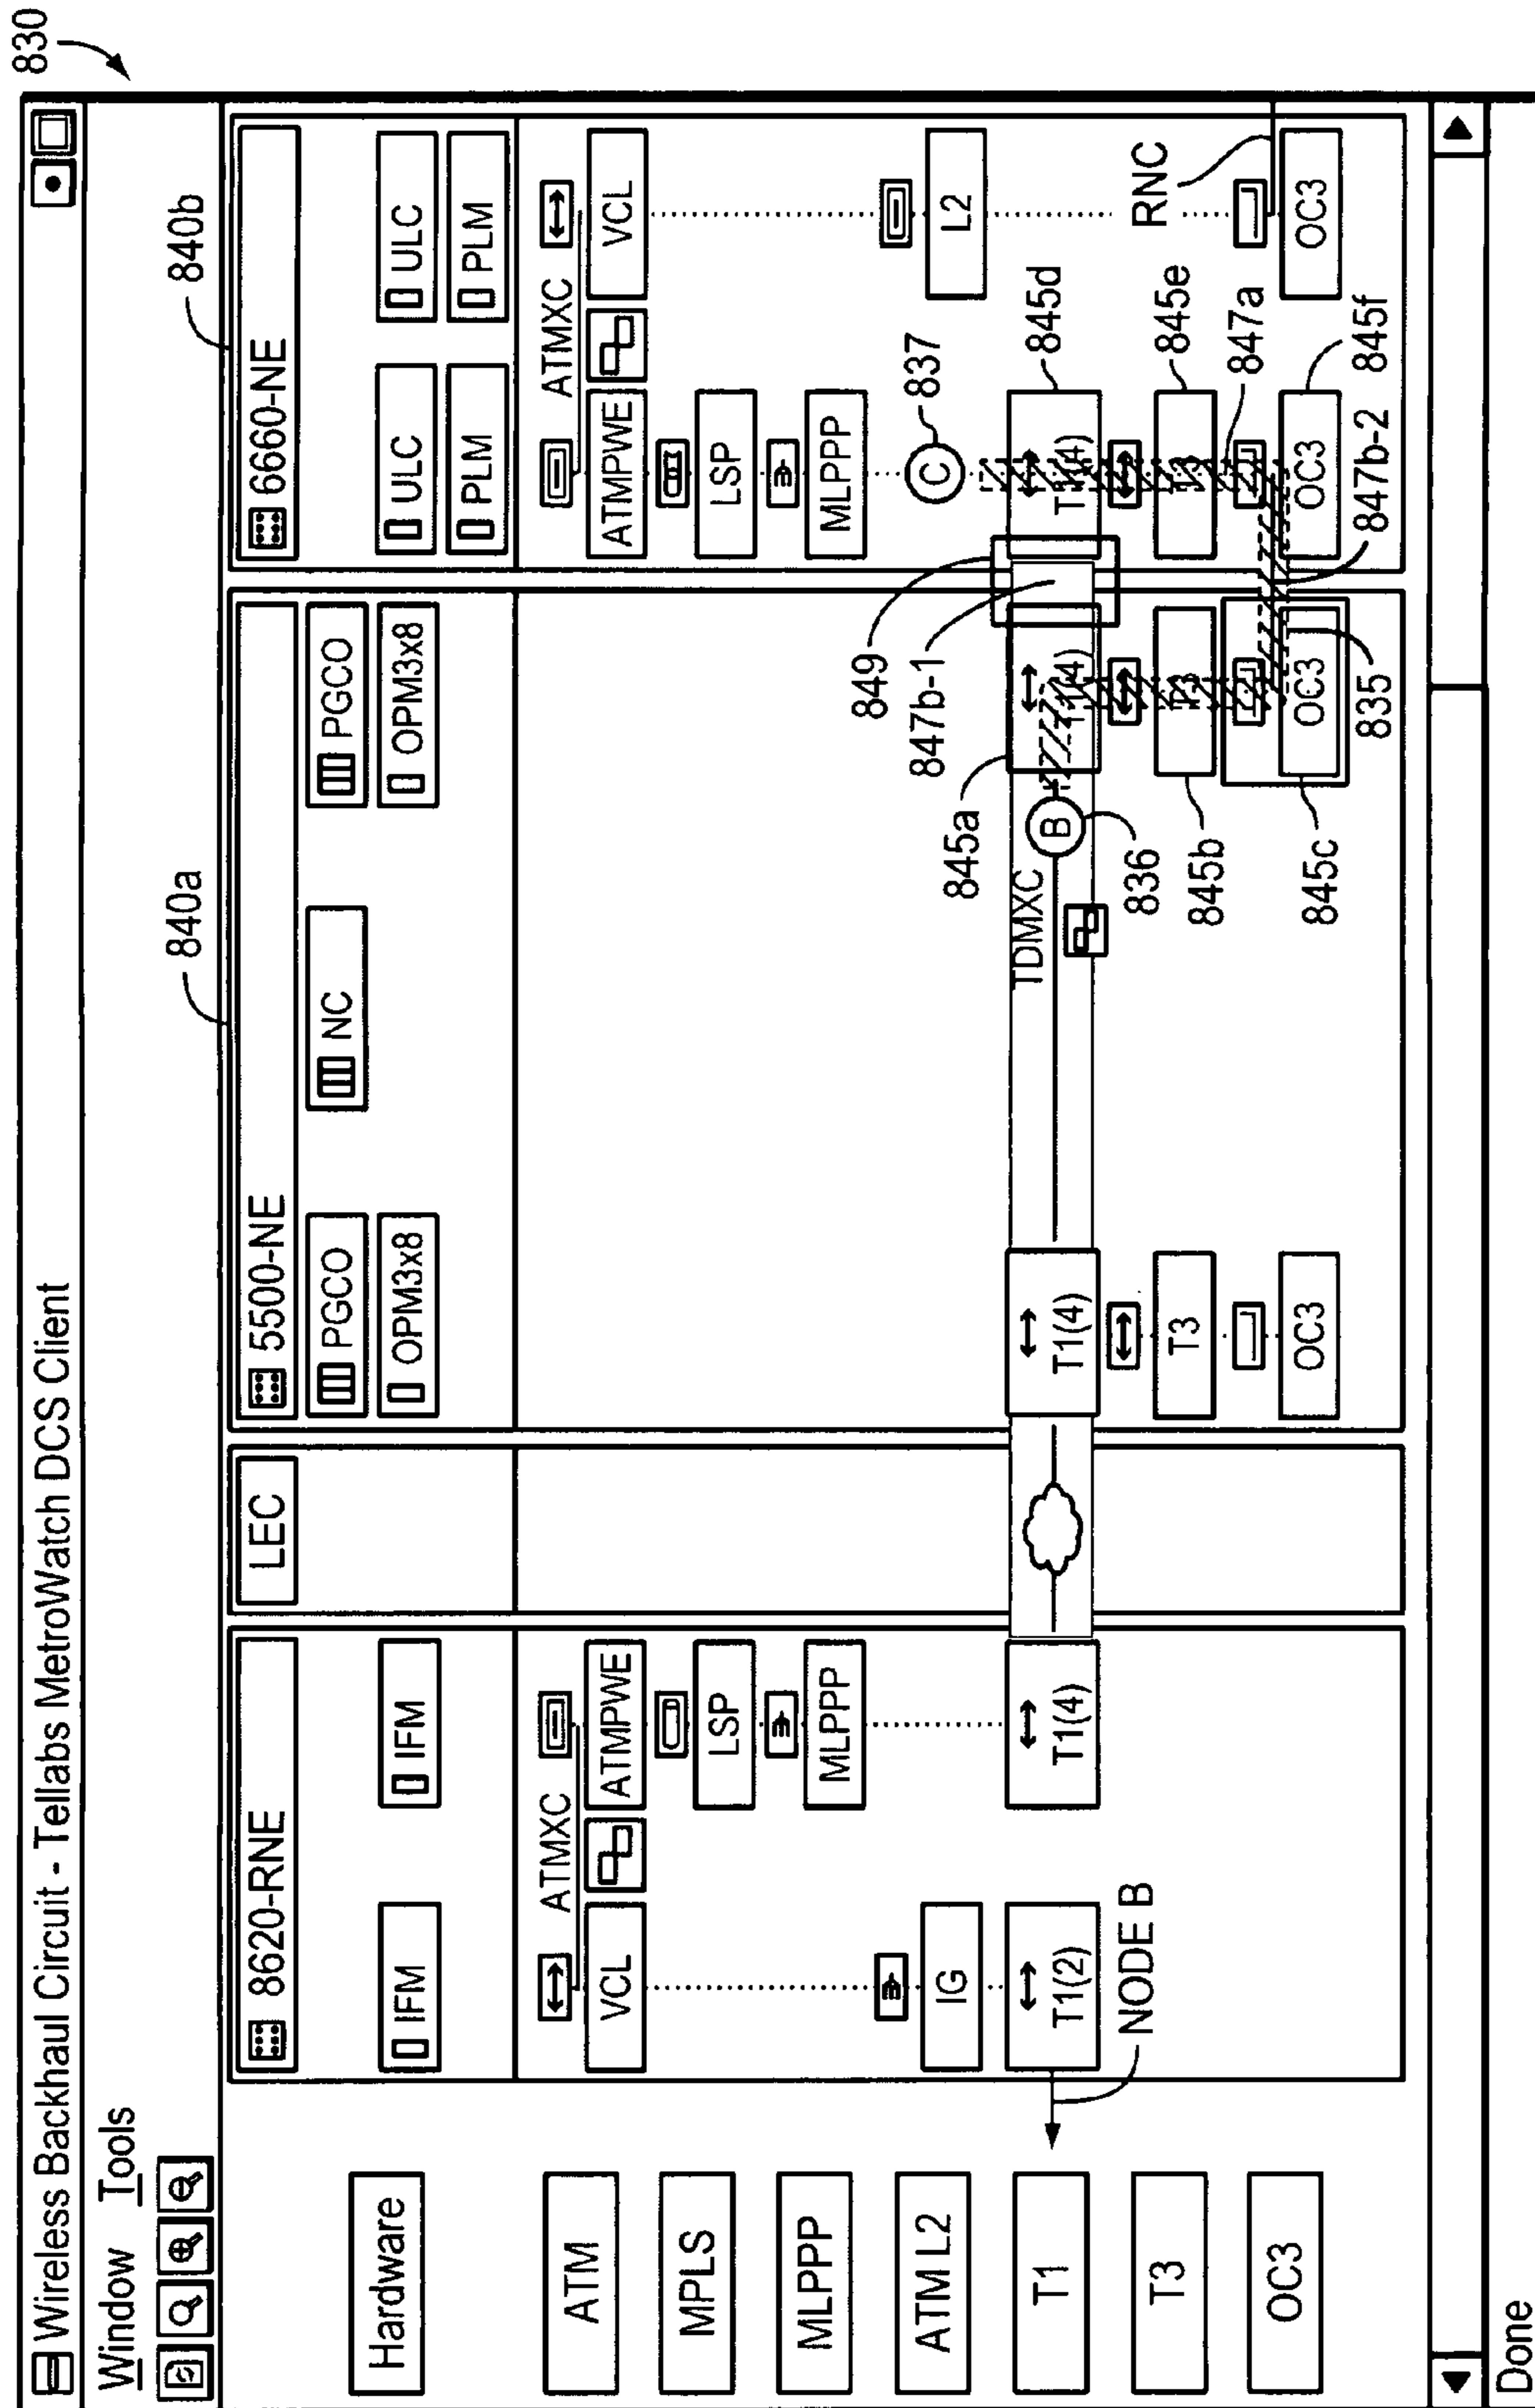 830
Wireless Backhaul Circuit - Tellabs MetroWatch DCS Client
Window Tools
840a
840b
Hardware
8620-RNE
IFM
IFM
LEC
5500-NE
PGCO
NC
PGCO
OPM3x8
OPM3x8
6660-NE
ULC
ULC
PLM
PLM
ATM
ATMXC
VCL
ATMPWE
ATMXC
ATMPWE
VCL
MPLS
LSP
LSP
MLPPP
MLPPP
MLPPP
849
847b-1
837
C
ATM L2
IG
L2
845a
845d
T1
T1(2)
T1(4)
T1(4)
TDMXC
B
T1(4)
T1(4)
NODE B
836
RNC
845e
T3
T3
T3
T3
845b
847a
OC3
OC3
OC3
OC3
OC3
845c
835
847b-2
845f
Done